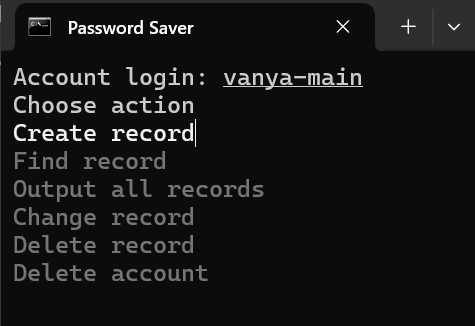 Password Saver
Account login: vanya-main
Choose action
Create record
Find record
Output all records
Change record
Delete record
Delete account